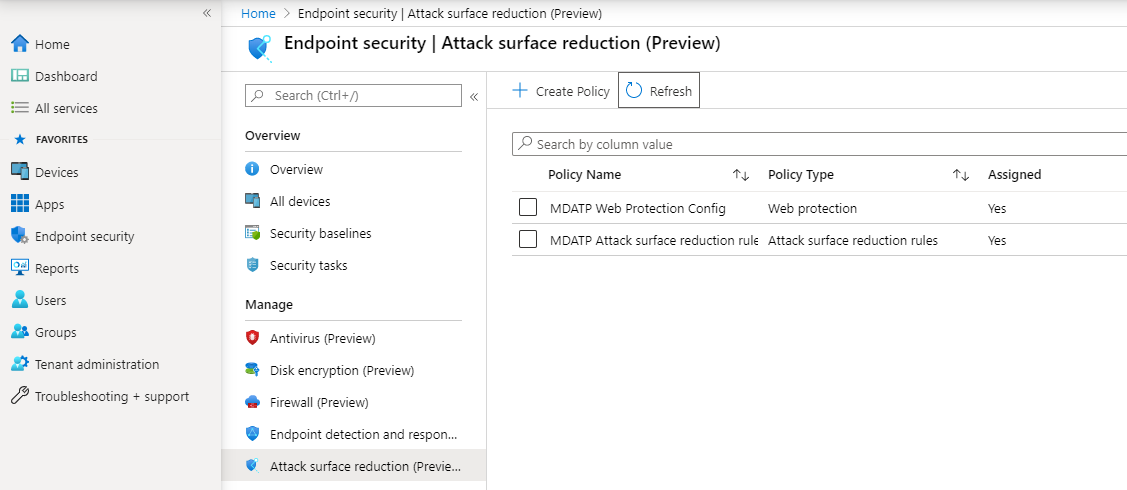 «
Home
Dashboard
All services
FAVORITES
Devices
Apps
Endpoint security
Reports
Users
Groups
Tenant administration
Troubleshooting + support
Home > Endpoint security | Attack surface reduction (Preview)
Endpoint security | Attack surface reduction (Preview)
Search (Ctrl+/) «
Overview
Overview
All devices
Security baselines
Security tasks
Manage
Antivirus (Preview)
Disk encryption (Preview)
Firewall (Preview)
Endpoint detection and respon...
Attack surface reduction (Previe...
Create Policy Refresh
Search by column value
Policy Name Policy Type Assigned
MDATP Web Protection Config Web protection Yes
MDATP Attack surface reduction rule Attack surface reduction rules Yes